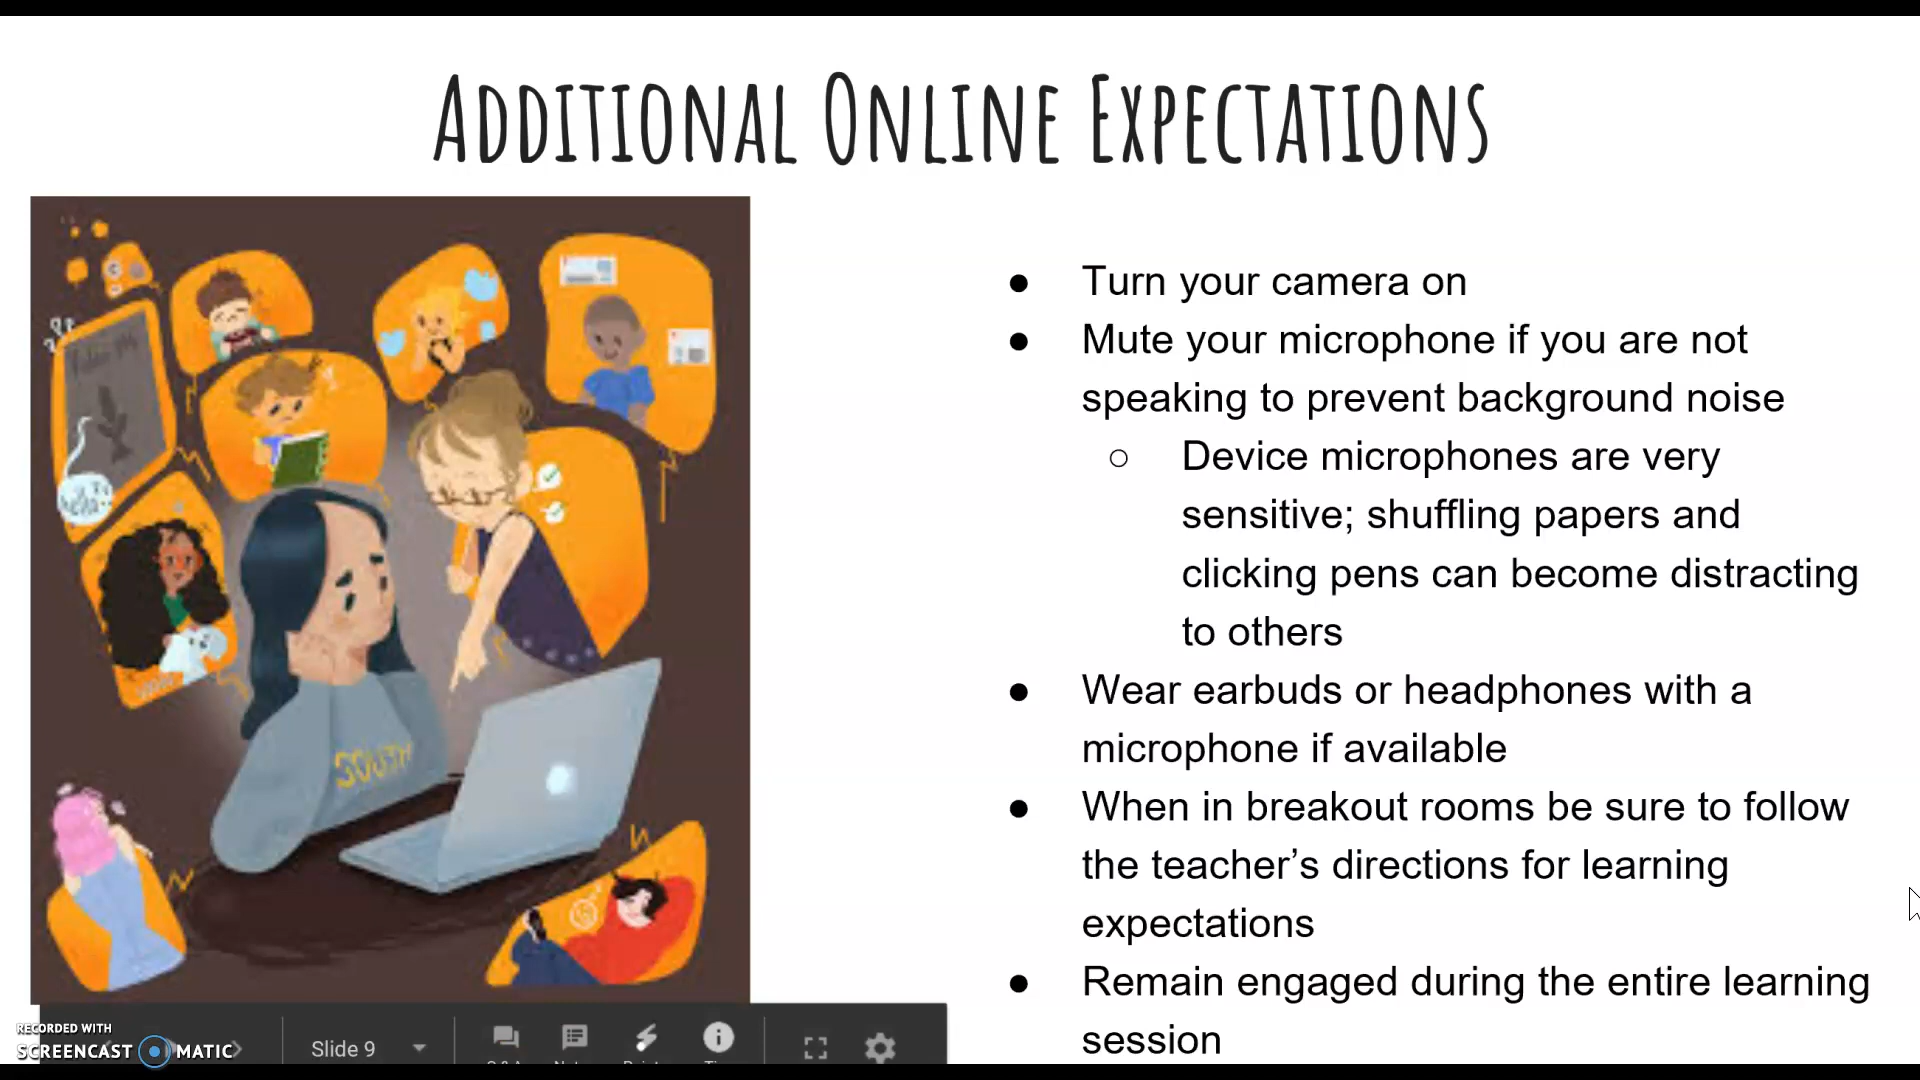 Additional Online Expectations
● Turn your camera on
● Mute your microphone if you are not
speaking to prevent background noise
○ Device microphones are very
sensitive; shuffling papers and
clicking pens can become distracting
to others
● Wear earbuds or headphones with a
microphone if available
● When in breakout rooms be sure to follow
the teacher’s directions for learning
expectations
● Remain engaged during the entire learning
session
SOUTH
RECORDED WITH
SCREENCAST MATIC
Slide 9